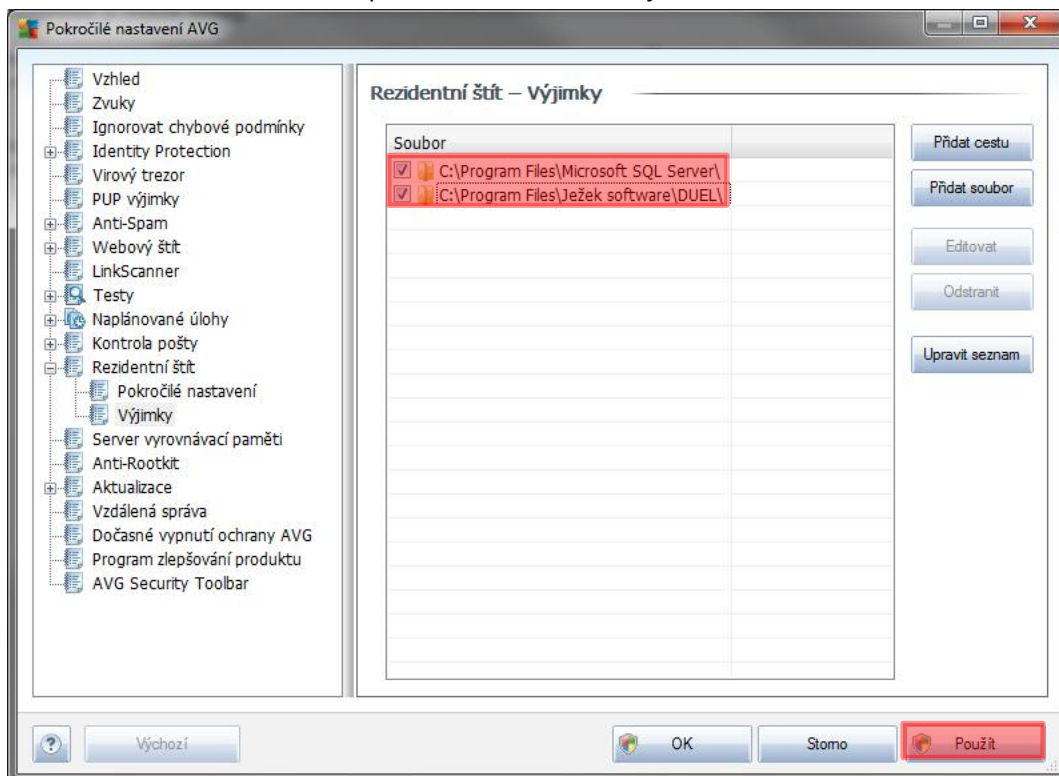 Pokročilé nastavení AVG
Vzhled
Zvuky
Ignorovat chybové podmínky
Identity Protection
Virový trezor
PUP výjimky
Anti-Spam
Webový štít
LinkScanner
Testy
Naplánované úlohy
Kontrola pošty
Rezidentní štít
Pokročilé nastavení
Výjimky
Server vyrovnávací paměti
Anti-Rootkit
Aktualizace
Vzdálená správa
Dočasné vypnutí ochrany AVG
Program zlepšování produktu
AVG Security Toolbar
Rezidentní štít – Výjimky
Soubor
C:\Program Files\Microsoft SQL Server\
C:\Program Files\Ježek software\DUEL\
Přidat cestu
Přidat soubor
Editovat
Odstranit
Upravit seznam
? Výchozí OK Storno Použít